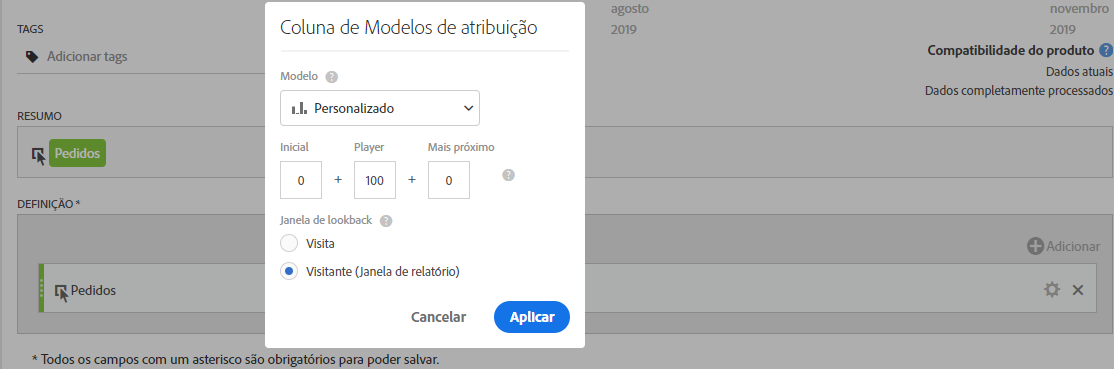 TAGS
Adicionar tags
agosto
2019
novembro
2019
Compatibilidade do produto ?
Dados atuais
Dados completamente processados
RESUMO
Pedidos
DEFINIÇÃO *
Adicionar
Pedidos
* Todos os campos com um asterisco são obrigatórios para poder salvar.
Coluna de Modelos de atribuição
Modelo ?
Personalizado
Inicial Player Mais próximo
0 + 100 + 0 ?
Janela de lookback ?
Visita
Visitante (Janela de relatório)
Cancelar Aplicar